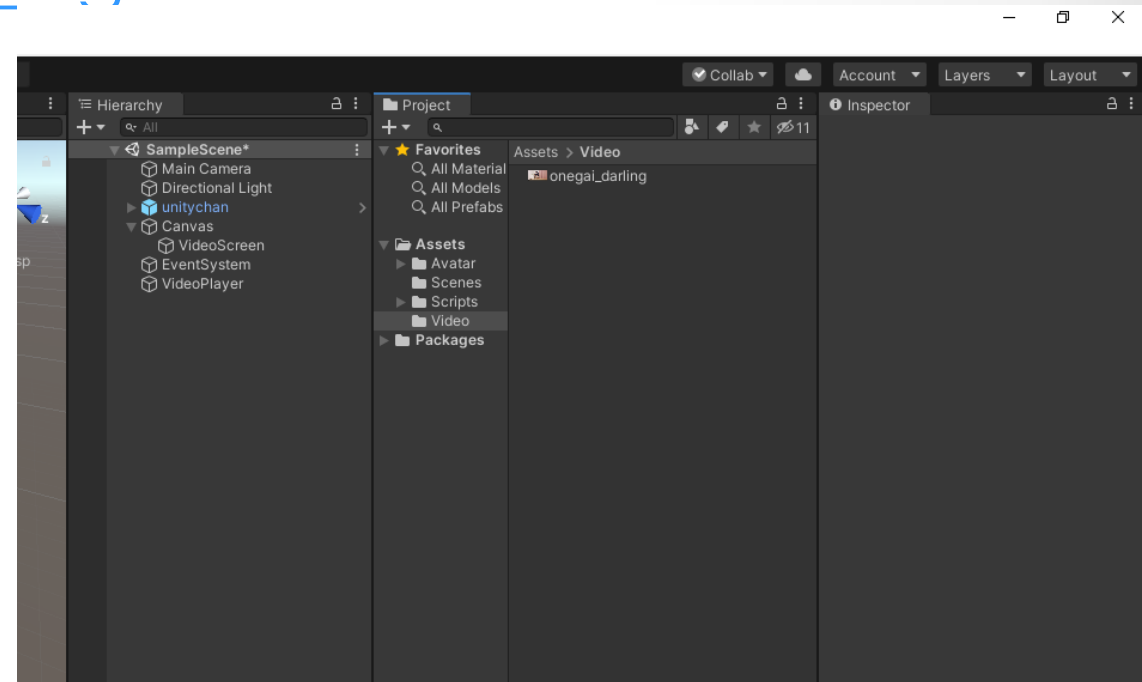 Collab
Account
Layers
Layout
Hierarchy
Project
Inspector
All
11
SampleScene*
Main Camera
Directional Light
unitychan
Canvas
VideoScreen
EventSystem
VideoPlayer
Favorites
All Material
All Models
All Prefabs
Assets
Avatar
Scenes
Scripts
Video
Packages
Assets > Video
onegai_darling
z
sp